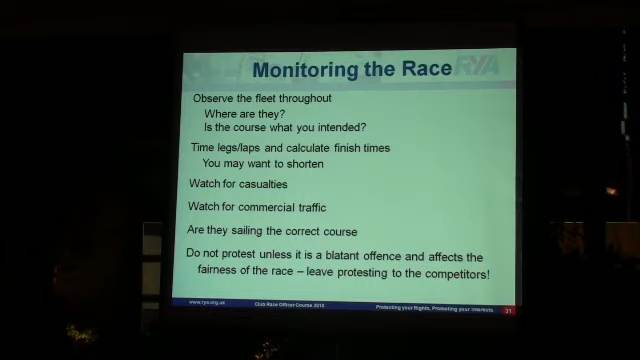 Monitoring the Race
RYA
Observe the fleet throughout
Where are they?
Is the course what you intended?
Time legs/laps and calculate finish times
You may want to shorten
Watch for casualties
Watch for commercial traffic
Are they sailing the correct course
Do not protest unless it is a blatant offence and affects the
fairness of the race – leave protesting to the competitors!
www.rya.org.uk Club Race Officer Course 2010 Protecting your Rights, Promoting your Interests 31